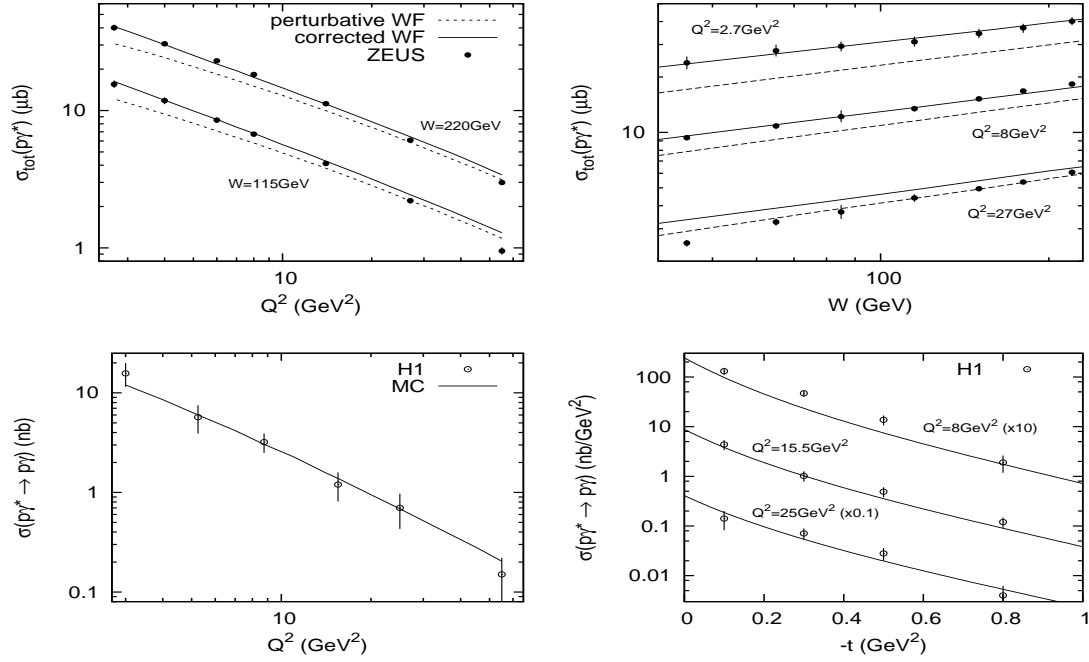 perturbative WF
corrected WF
ZEUS
W=220GeV
W=115GeV
10
1
10
σtot(pγ*) (μb)
Q² (GeV²)
Q²=2.7GeV²
Q²=8GeV²
Q²=27GeV²
10
100
σtot(pγ*) (μb)
W (GeV)
H1
MC
10
1
0.1
10
σ(pγ* → pγ) (nb)
Q² (GeV²)
H1
Q²=8GeV² (x10)
Q²=15.5GeV²
Q²=25GeV² (x0.1)
100
10
1
0.1
0.01
0 0.2 0.4 0.6 0.8 1
σ(pγ* → pγ) (nb/GeV²)
-t (GeV²)